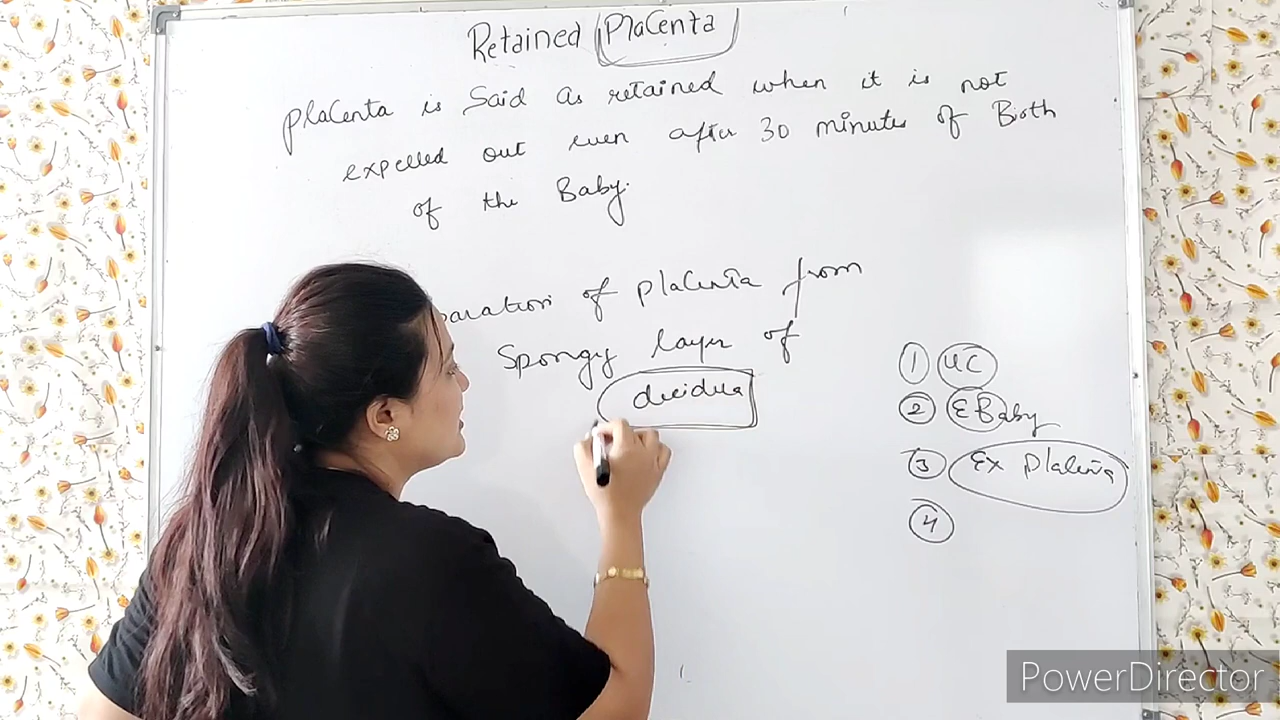 Retained Placenta
Placenta is Said as retained when it is not
expelled out even after 30 minutes of Birth
of the Baby.
paration of placenta from
Spongy layer of
decidua
1 UC
2 E Baby
3 Ex placenta
4
PowerDirector